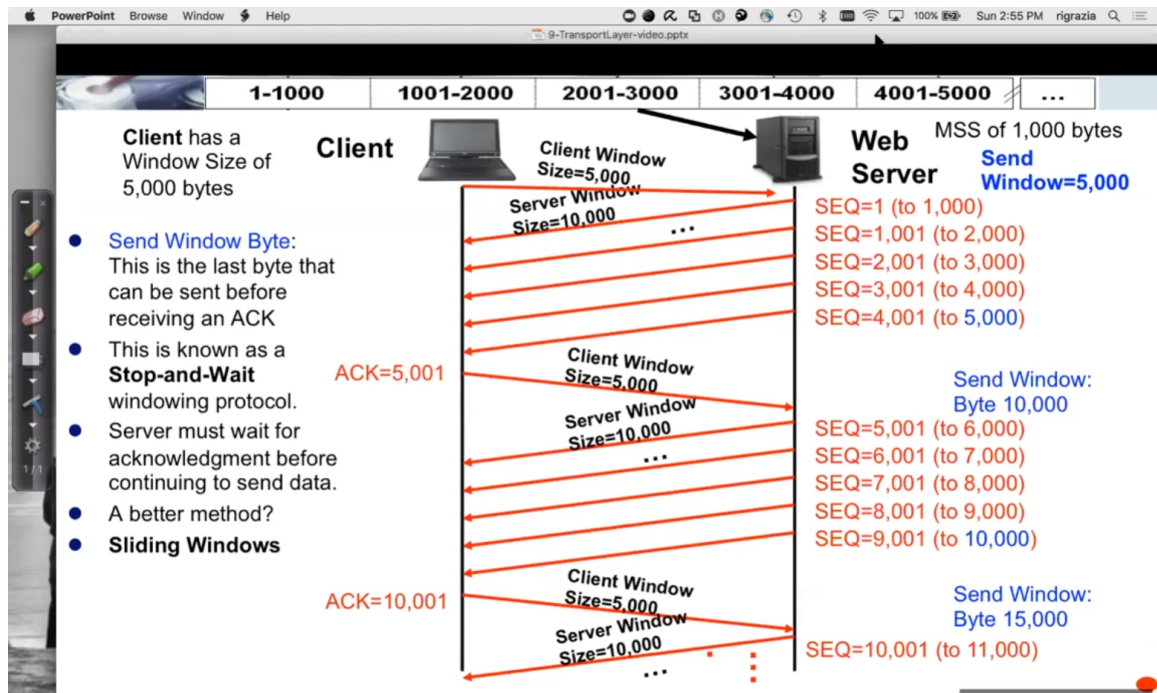 PowerPoint Browse Window Help 100% Sun 2:55 PM rigrazia
9-TransportLayer-video.pptx
1-1000 1001-2000 2001-3000 3001-4000 4001-5000 ...
Client has a
Window Size of
5,000 bytes
Client
Web
Server
MSS of 1,000 bytes
Send
Window=5,000
Client Window
Size=5,000
Server Window
Size=10,000
...
SEQ=1 (to 1,000)
SEQ=1,001 (to 2,000)
SEQ=2,001 (to 3,000)
SEQ=3,001 (to 4,000)
SEQ=4,001 (to 5,000)
• Send Window Byte:
This is the last byte that
can be sent before
receiving an ACK
• This is known as a
Stop-and-Wait
windowing protocol.
• Server must wait for
acknowledgment before
continuing to send data.
• A better method?
• Sliding Windows
1/1
ACK=5,001
Client Window
Size=5,000
Server Window
Size=10,000
...
Send Window:
Byte 10,000
SEQ=5,001 (to 6,000)
SEQ=6,001 (to 7,000)
SEQ=7,001 (to 8,000)
SEQ=8,001 (to 9,000)
SEQ=9,001 (to 10,000)
ACK=10,001
Client Window
Size=5,000
Server Window
Size=10,000
...
Send Window:
Byte 15,000
SEQ=10,001 (to 11,000)